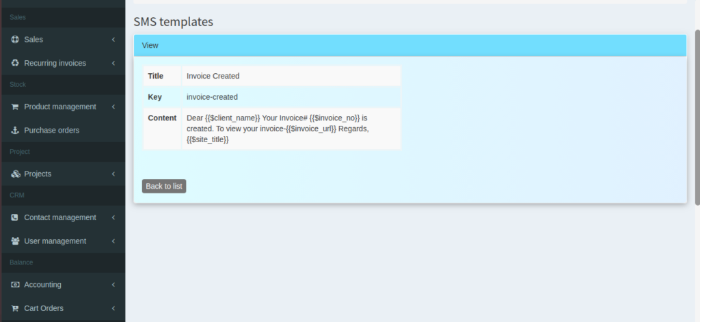 Sales
Sales
Recurring invoices
Stock
Product management
Purchase orders
Project
Projects
CRM
Contact management
User management
Balance
Accounting
Cart Orders
SMS templates
View
Title Invoice Created
Key invoice-created
Content Dear {{$client_name}} Your Invoice# {{$invoice_no}} is
created. To view your invoice-{{$invoice_url}} Regards,
{{$site_title}}
Back to list